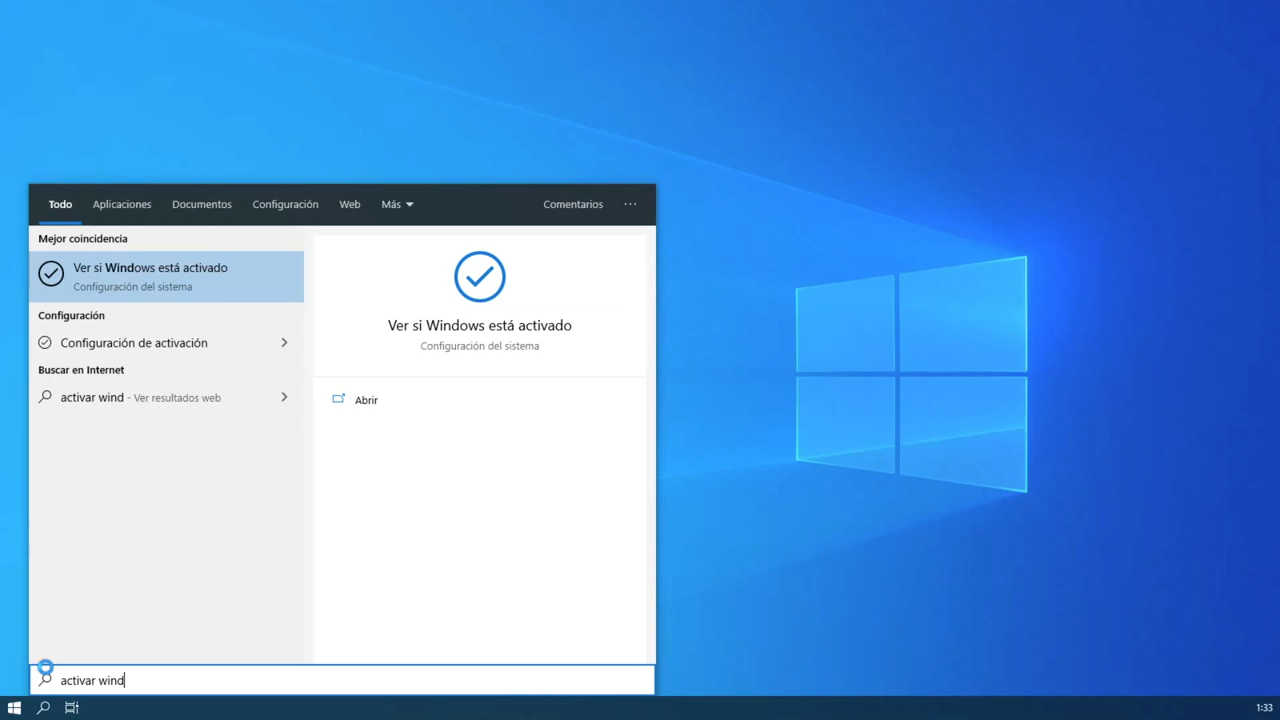 Todo Aplicaciones Documentos Configuración Web Más Comentarios ...
Mejor coincidencia
Ver si Windows está activado
Configuración del sistema
Configuración
Configuración de activación
Buscar en Internet
activar wind - Ver resultados web
Ver si Windows está activado
Configuración del sistema
Abrir
activar wind
1:33